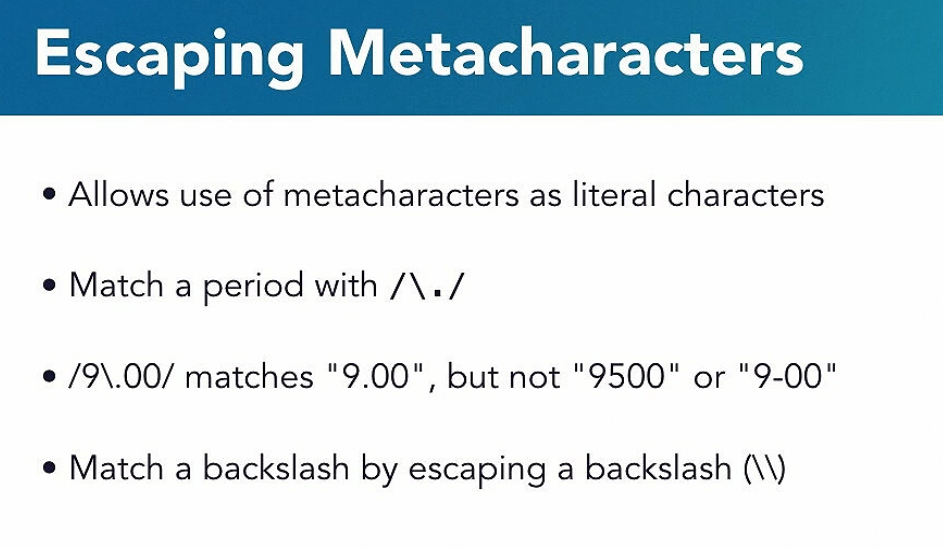 Escaping Metacharacters
• Allows use of metacharacters as literal characters
• Match a period with /\./
• /9\.00/ matches "9.00", but not "9500" or "9-00"
• Match a backslash by escaping a backslash (\\)